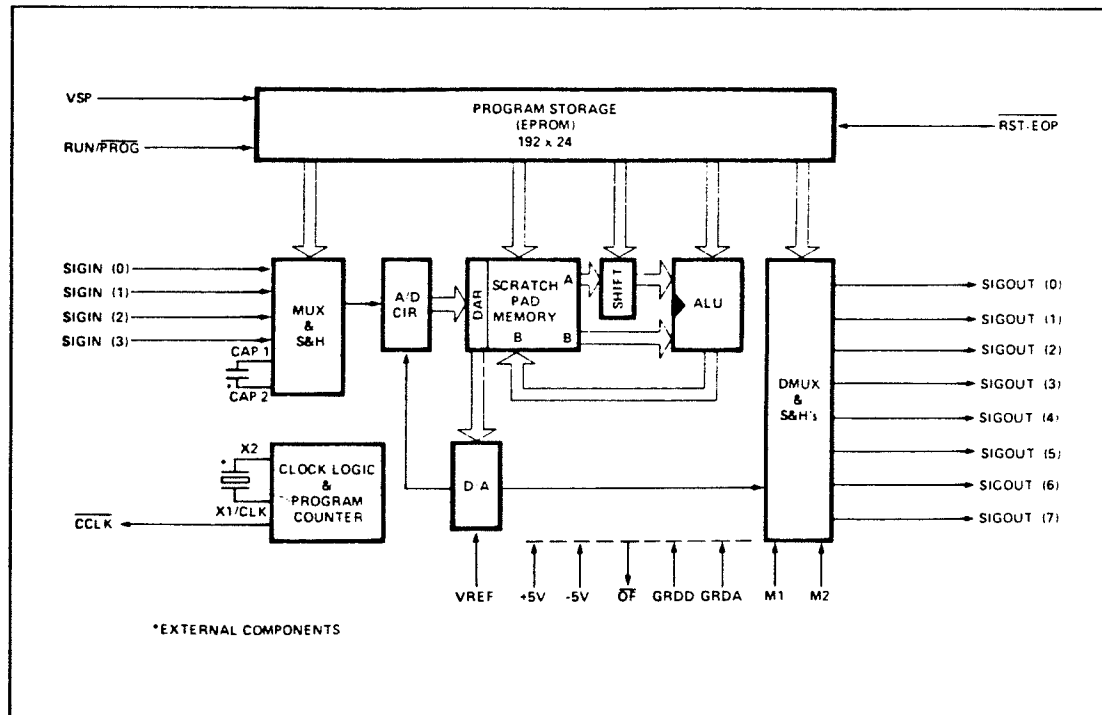 VSP
RUN/PROG
PROGRAM STORAGE
(EPROM)
192 x 24
RST-EOP
SIGIN (0)
SIGIN (1)
SIGIN (2)
SIGIN (3)
CAP 1
CAP 2
MUX
&
S&H
A/D
CIR
DAR
SCRATCH
PAD
MEMORY
A
B
B
SHIFT
ALU
DMUX
&
S&H's
SIGOUT (0)
SIGOUT (1)
SIGOUT (2)
SIGOUT (3)
SIGOUT (4)
SIGOUT (5)
SIGOUT (6)
SIGOUT (7)
*
X2
X1/CLK
*
CLOCK LOGIC
&
PROGRAM
COUNTER
CCLK
D A
VREF
+5V
-5V
OF
GRDD
GRDA
M1
M2
*EXTERNAL COMPONENTS